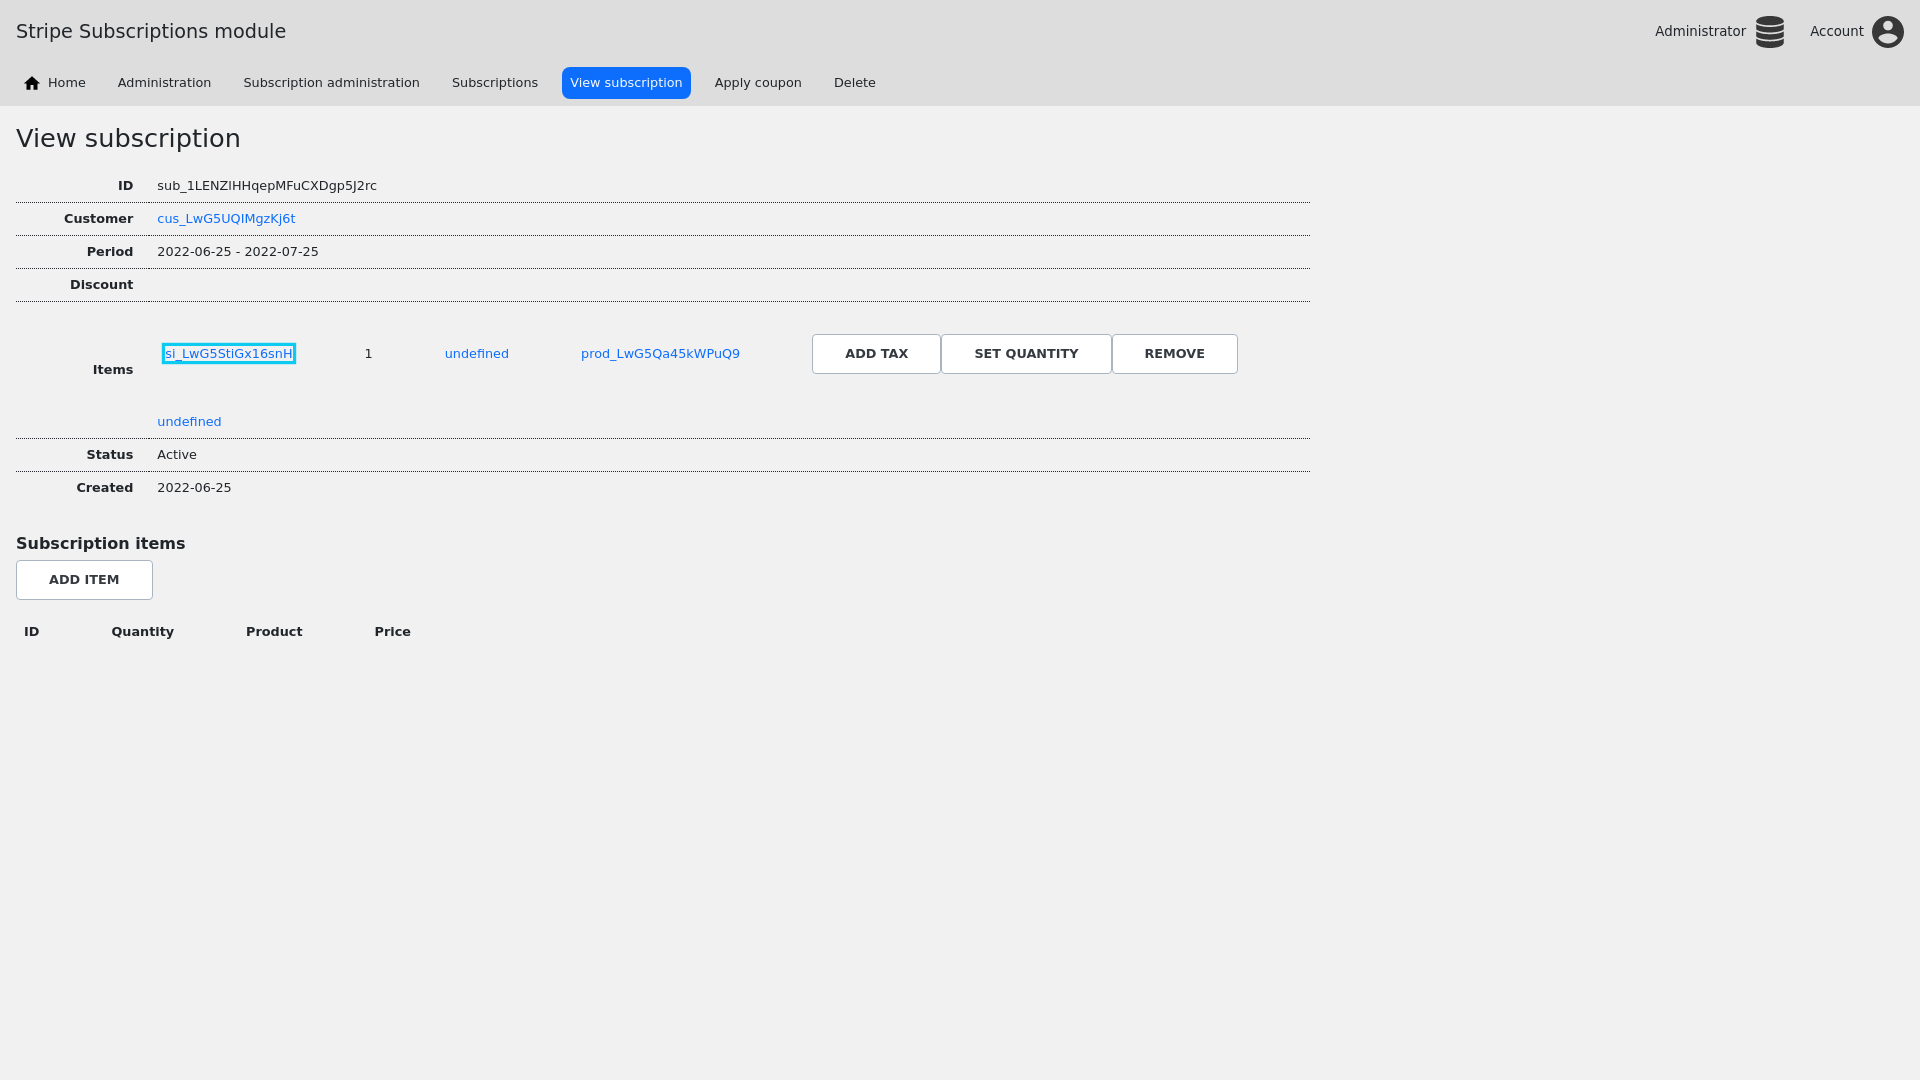 Stripe Subscriptions module
Administrator
Account
Home
Administration
Subscription administration
Subscriptions
View subscription
Apply coupon
Delete
View subscription
ID sub_1LENZlHHqepMFuCXDgp5J2rc
Customer cus_LwG5UQIMgzKJ6t
Period 2022-06-25 - 2022-07-25
Discount
Items si_LwG5StiGx16snH 1 undefined prod_LwG5Qa45kWPuQ9 ADD TAX SET QUANTITY REMOVE
undefined
Status Active
Created 2022-06-25
Subscription items
ADD ITEM
ID Quantity Product Price